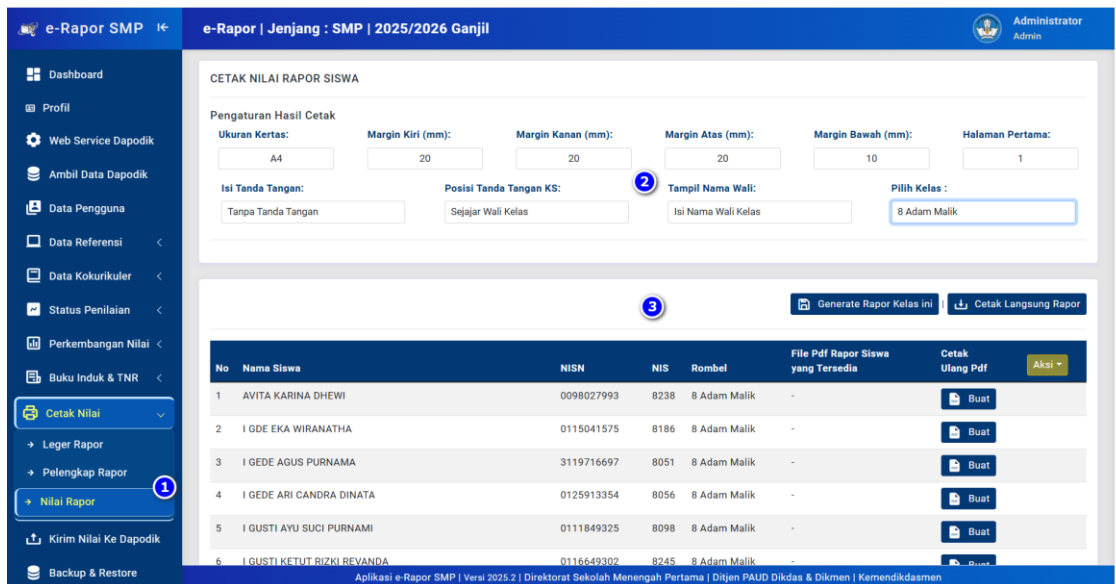 e-Rapor SMP
e-Rapor | Jenjang : SMP | 2025/2026 Ganjil
Administrator
Admin
Dashboard
Profil
Web Service Dapodik
Ambil Data Dapodik
Data Pengguna
Data Referensi
Data Kokurikuler
Status Penilaian
Perkembangan Nilai
Buku Induk & TNR
Cetak Nilai
Leger Rapor
Pelengkap Rapor
1
Nilai Rapor
Kirim Nilai Ke Dapodik
Backup & Restore
CETAK NILAI RAPOR SISWA
Pengaturan Hasil Cetak
Ukuran Kertas: Margin Kiri (mm): Margin Kanan (mm): Margin Atas (mm): Margin Bawah (mm): Halaman Pertama:
A4 20 20 20 10 1
Isi Tanda Tangan: Posisi Tanda Tangan KS: 2 Tampil Nama Wali: Pilih Kelas :
Tanpa Tanda Tangan Sejajar Wali Kelas Isi Nama Wali Kelas 8 Adam Malik
3 Generate Rapor Kelas ini | Cetak Langsung Rapor
No Nama Siswa NISN NIS Rombel File Pdf Rapor Siswa yang Tersedia Cetak Ulang Pdf Aksi
1 AVITA KARINA DHEWI 0098027993 8238 8 Adam Malik - Buat
2 I GDE EKA WIRANATHA 0115041575 8186 8 Adam Malik - Buat
3 I GEDE AGUS PURNAMA 3119716697 8051 8 Adam Malik - Buat
4 I GEDE ARI CANDRA DINATA 0125913354 8056 8 Adam Malik - Buat
5 I GUSTI AYU SUCI PURNAMI 0111849325 8098 8 Adam Malik - Buat
6 I GUSTI KETUT RIZKI REVANDA 0116649302 8245 8 Adam Malik - Buat
Aplikasi e-Rapor SMP | Versi 2025.2 | Direktorat Sekolah Menengah Pertama | Ditjen PAUD Dikdas & Dikmen | Kemendikdasmen